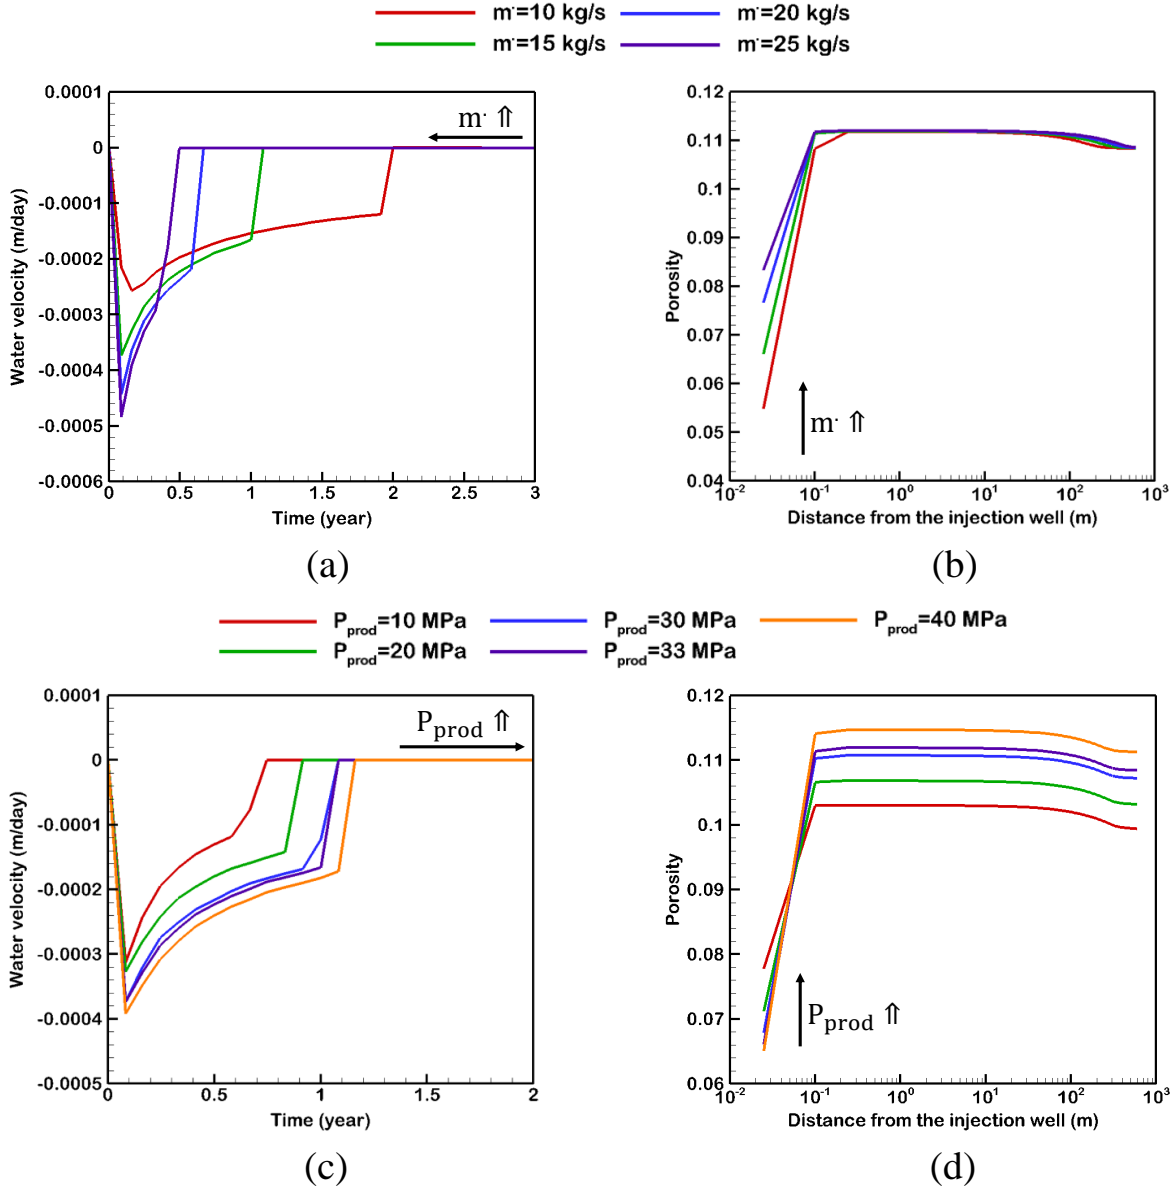 m·=10 kg/s m·=20 kg/s
m·=15 kg/s m·=25 kg/s
0.0001
0
-0.0001
-0.0002
-0.0003
-0.0004
-0.0005
-0.0006
Water velocity (m/day)
m· ⇑
0 0.5 1 1.5 2 2.5 3
Time (year)
(a)
0.12
0.11
0.1
0.09
0.08
0.07
0.06
0.05
0.04
Porosity
m· ⇑
10⁻² 10⁻¹ 10⁰ 10¹ 10² 10³
Distance from the injection well (m)
(b)
P_prod=10 MPa P_prod=30 MPa P_prod=40 MPa
P_prod=20 MPa P_prod=33 MPa
0.0001
0
-0.0001
-0.0002
-0.0003
-0.0004
-0.0005
Water velocity (m/day)
P_prod ⇑
0 0.5 1 1.5 2
Time (year)
(c)
0.12
0.11
0.1
0.09
0.08
0.07
0.06
Porosity
P_prod ⇑
10⁻² 10⁻¹ 10⁰ 10¹ 10² 10³
Distance from the injection well (m)
(d)